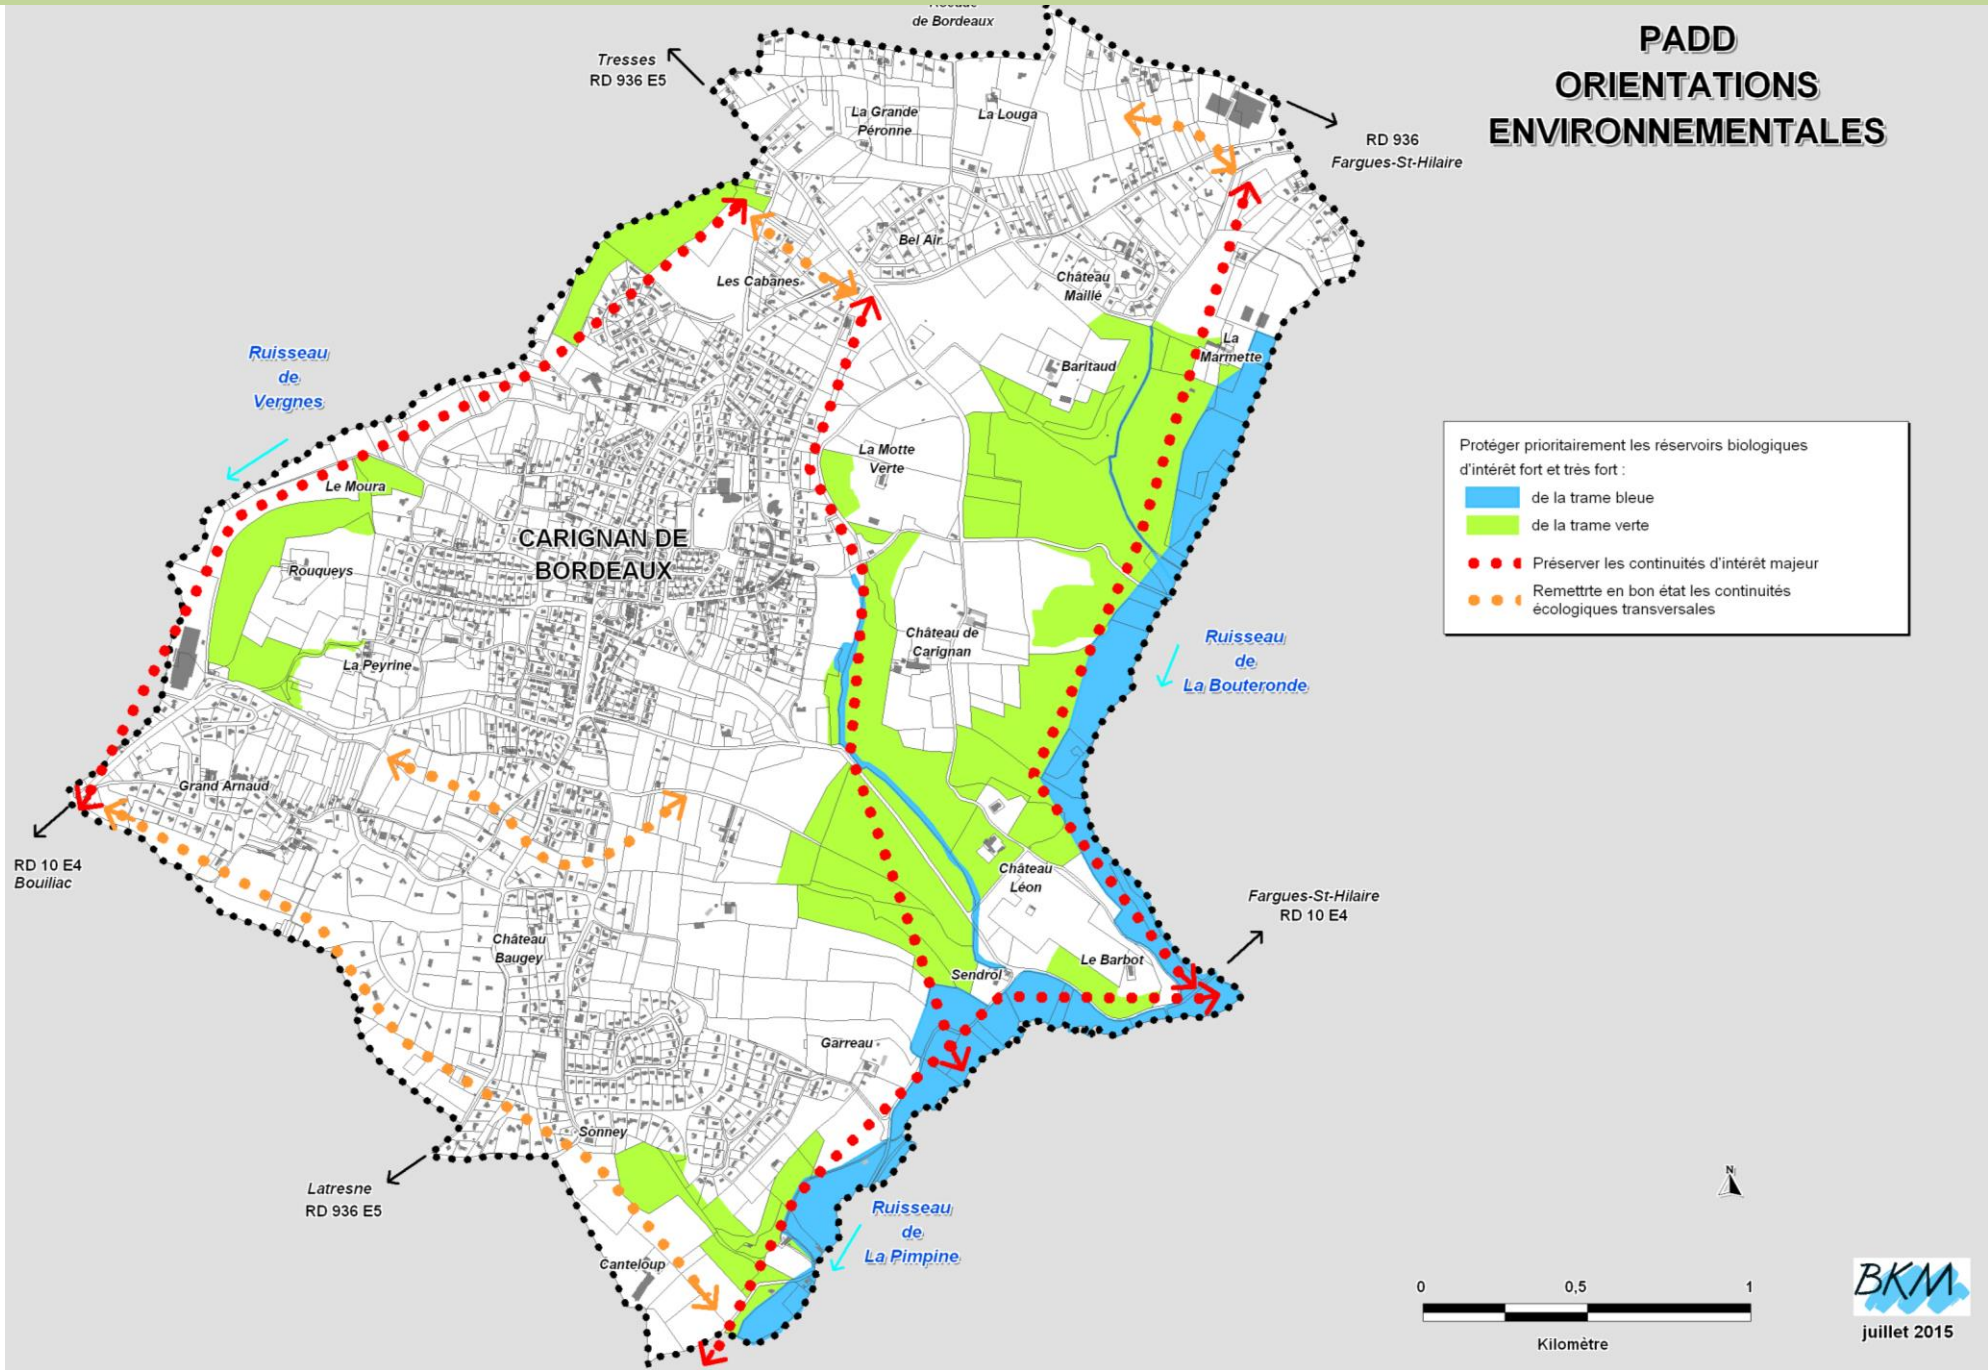 de Bordeaux
PADD
ORIENTATIONS
ENVIRONNEMENTALES
Tresses
RD 936 E5
La Grande
Péronne
La Louga
RD 936
Fargues-St-Hilaire
Bel Air
Les Cabanes
Château
Maillé
Ruisseau
de
Vergnes
La
Marmette
Baritaud
La Motte
Verte
Le Moura
CARIGNAN DE
BORDEAUX
Rouqueys
Château de
Carignan
La Peyrine
Ruisseau
de
La Bouteronde
Protéger prioritairement les réservoirs biologiques
d'intérêt fort et très fort :
de la trame bleue
de la trame verte
Préserver les continuités d'intérêt majeur
Remettrte en bon état les continuités
écologiques transversales
Grand Arnaud
RD 10 E4
Bouiliac
Château
Léon
Fargues-St-Hilaire
RD 10 E4
Château
Baugey
Le Barbot
Sendrol
Garreau
Sonney
Latresne
RD 936 E5
Ruisseau
de
La Pimpine
Canteloup
N
0 0,5 1
Kilomètre
BKM
juillet 2015